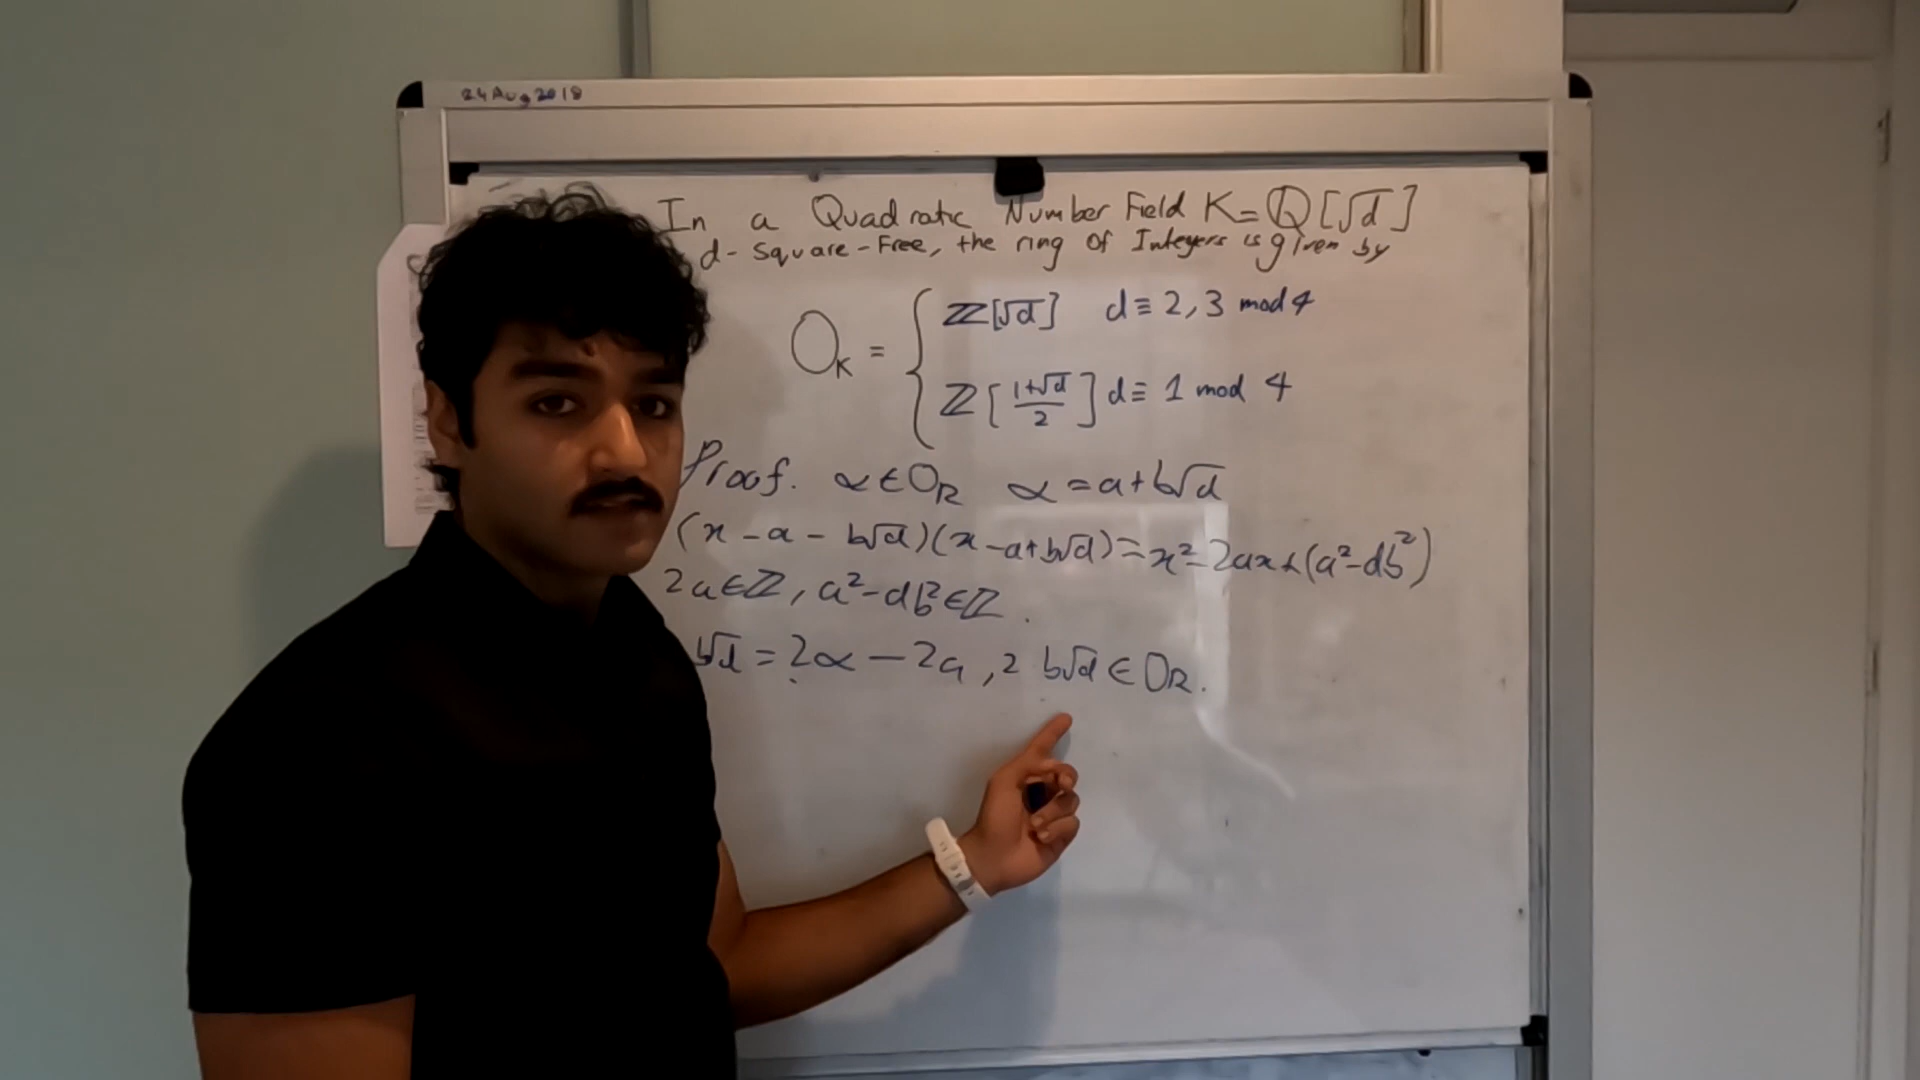 24 Aug 2018
In a Quadratic Number Field K=ℚ[√d]
d-Square-Free, the ring of Integers is given by
O_K = { ℤ[√d] d≡2,3 mod 4
ℤ[(1+√d)/2] d≡ 1 mod 4
Proof. α∈O_K α=a+b√d
(x-a-b√d)(x-a+b√d)=x²-2ax+(a²-db²)
2a∈ℤ, a²-db²∈ℤ.
b√d=2α-2a, 2 b√d∈O_K.